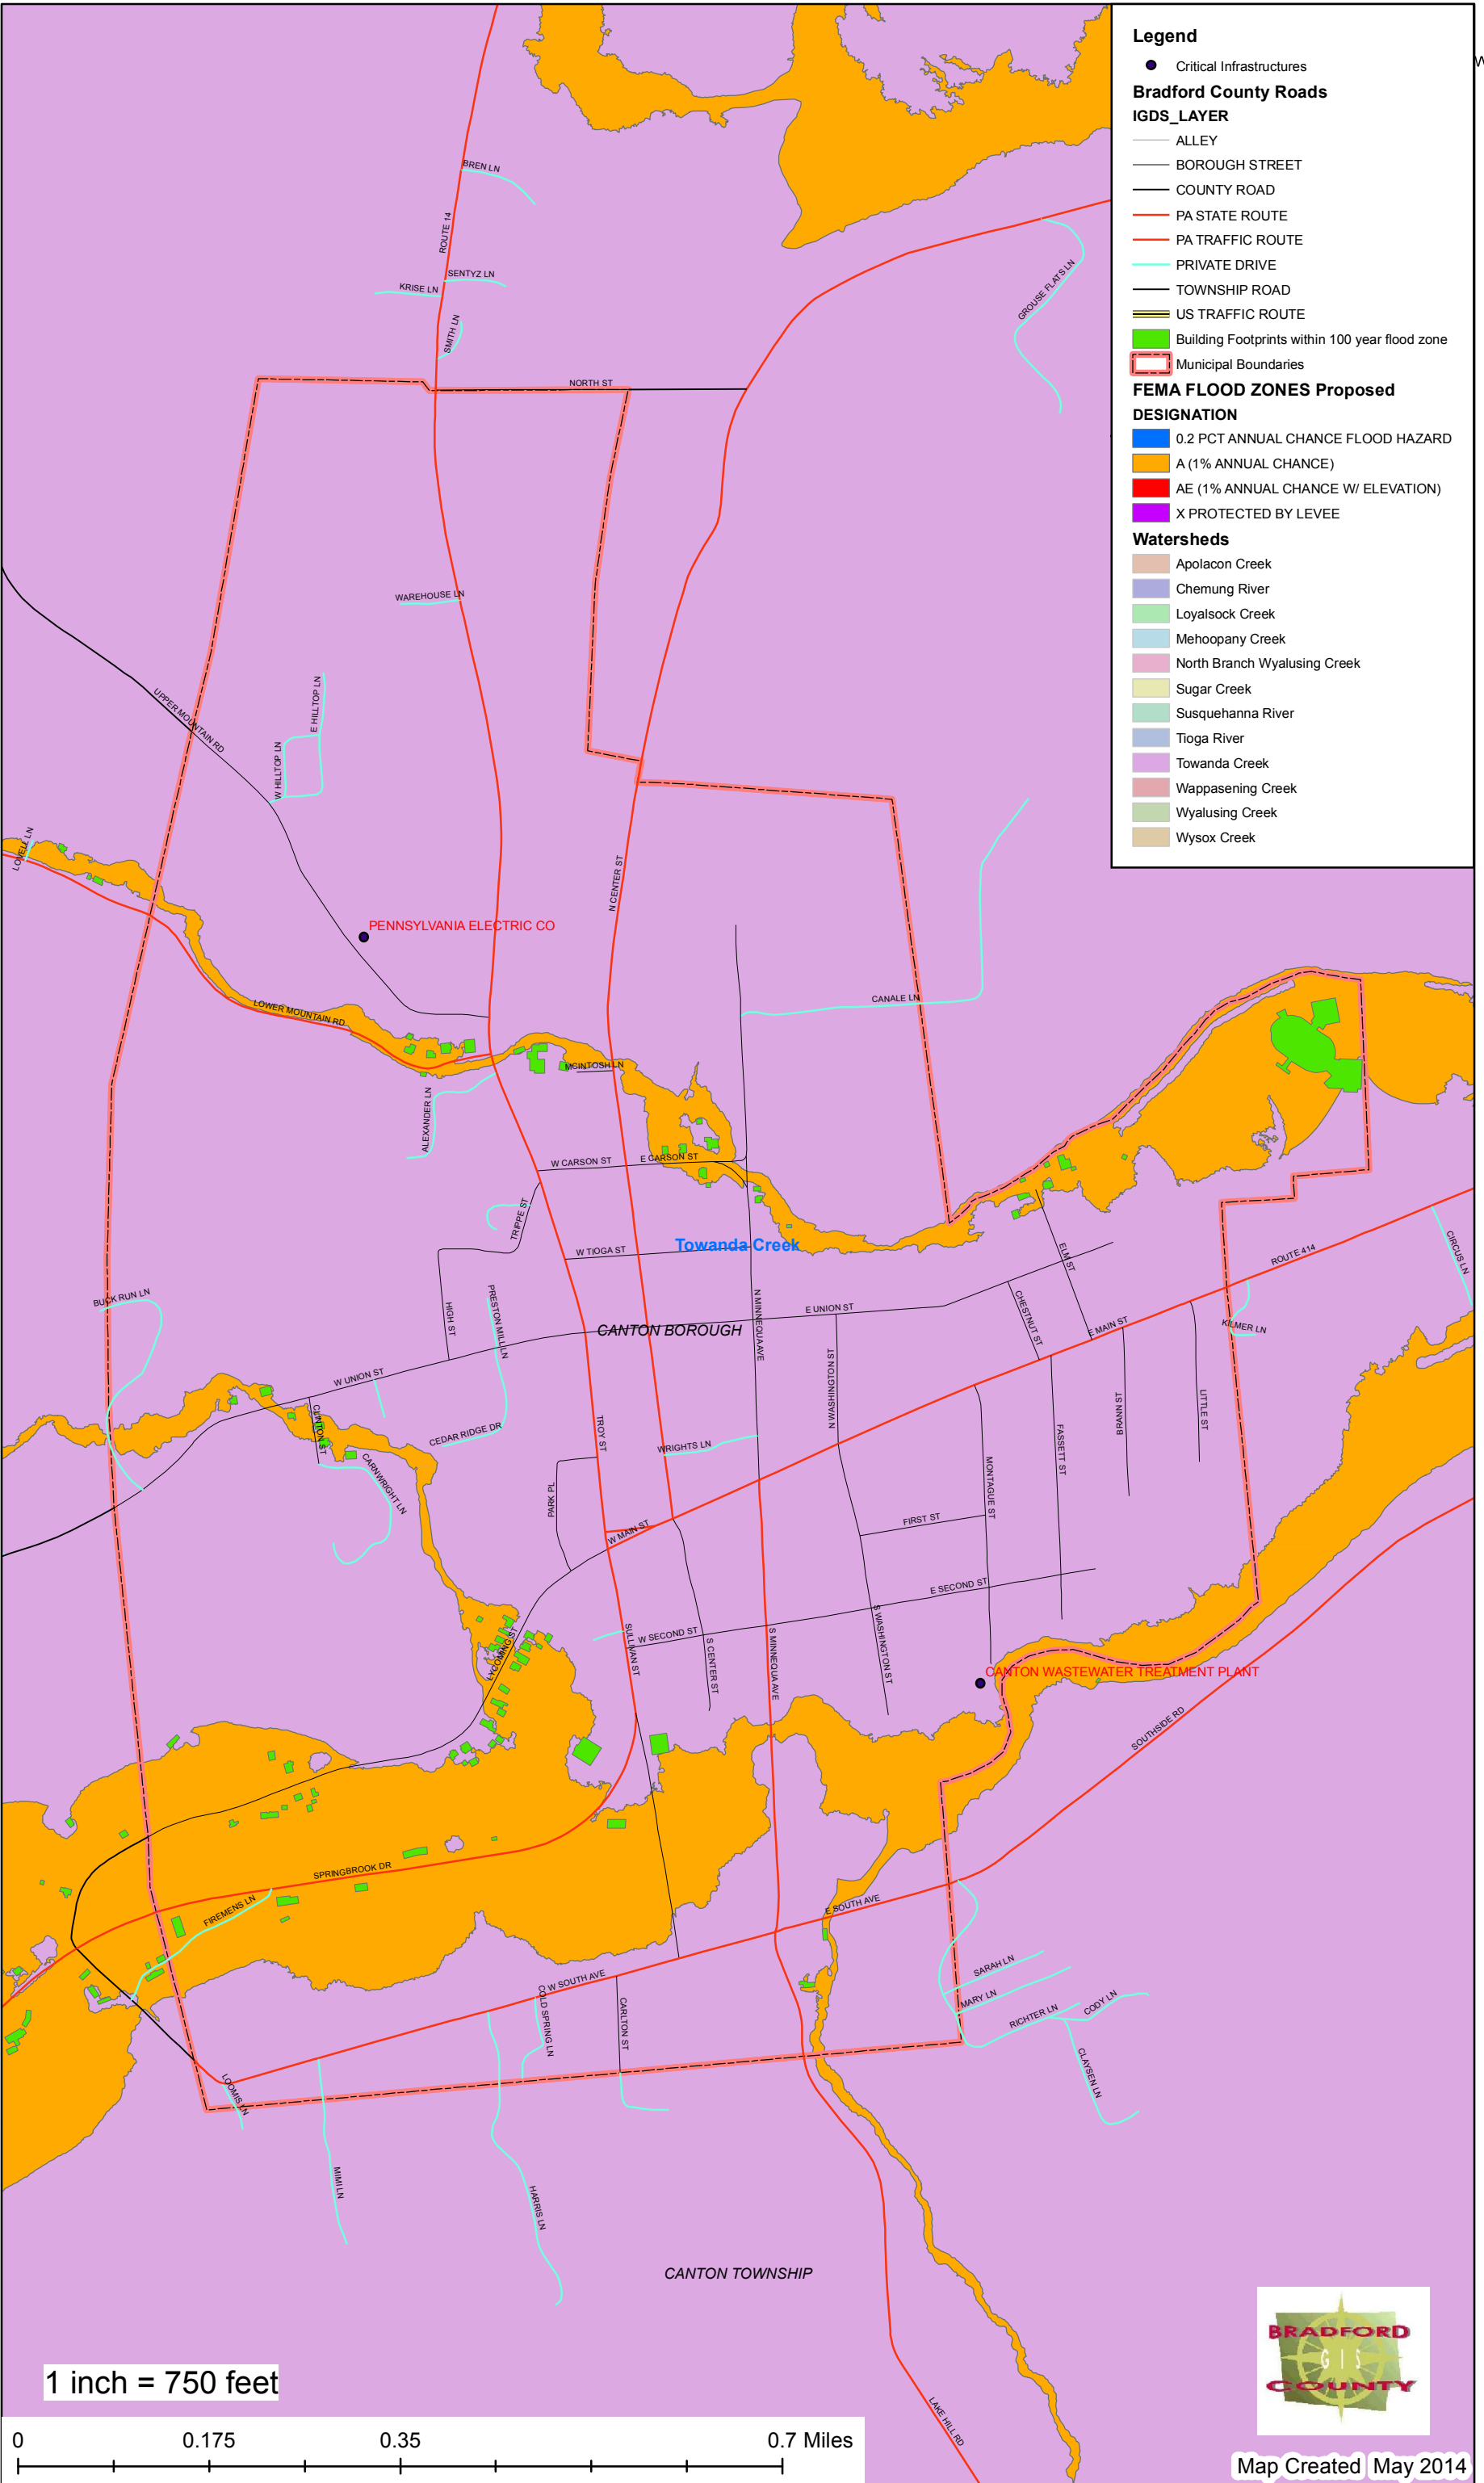 Legend
Critical Infrastructures
W
Bradford County Roads
IGDS_LAYER
ALLEY
BOROUGH STREET
COUNTY ROAD
PA STATE ROUTE
PA TRAFFIC ROUTE
PRIVATE DRIVE
TOWNSHIP ROAD
US TRAFFIC ROUTE
Building Footprints within 100 year flood zone
Municipal Boundaries
FEMA FLOOD ZONES Proposed
DESIGNATION
0.2 PCT ANNUAL CHANCE FLOOD HAZARD
A (1% ANNUAL CHANCE)
AE (1% ANNUAL CHANCE W/ ELEVATION)
X PROTECTED BY LEVEE
Watersheds
Apolacon Creek
Chemung River
Loyalsock Creek
Mehoopany Creek
North Branch Wyalusing Creek
Sugar Creek
Susquehanna River
Tioga River
Towanda Creek
Wappasening Creek
Wyalusing Creek
Wysox Creek
BREN LN
ROUTE 14
SENTYZ LN
KRISE LN
SMITH LN
GROUSE FLATS LN
NORTH ST
WAREHOUSE LN
UPPER MOUNTAIN RD
E HILLTOP LN
W HILLTOP LN
LOVELL LN
N CENTER ST
PENNSYLVANIA ELECTRIC CO
LOWER MOUNTAIN RD
CANALE LN
MCINTOSH LN
ALEXANDER LN
W CARSON ST
E CARSON ST
TRIPPE ST
W TIOGA ST
Towanda Creek
ELM ST
ROUTE 414
CIRCUS LN
BUCK RUN LN
HIGH ST
PRESTON MILL LN
N MINNEQUA AVE
E UNION ST
CHESTNUT ST
KILMER LN
CANTON BOROUGH
E MAIN ST
W UNION ST
N WASHINGTON ST
BRANN ST
LITTLE ST
CLINTON ST
CEDAR RIDGE DR
TROY ST
WRIGHTS LN
FASSETT ST
CARNWRIGHT LN
MONTAGUE ST
PARK PL
W MAIN ST
FIRST ST
E SECOND ST
LYCOMING ST
SULLIVAN ST
W SECOND ST
S CENTER ST
S MINNEQUA AVE
S WASHINGTON ST
CANTON WASTEWATER TREATMENT PLANT
SOUTHSIDE RD
SPRINGBROOK DR
FIREMENS LN
E SOUTH AVE
W SOUTH AVE
COLD SPRING LN
CARLTON ST
SARAH LN
MARY LN
RICHTER LN
CODY LN
CLAYSEN LN
LOOMIS LN
MIMI LN
HARRIS LN
CANTON TOWNSHIP
LAKE HILL RD
BRADFORD
GIS
COUNTY
1 inch = 750 feet
0 0.175 0.35 0.7 Miles
Map Created May 2014